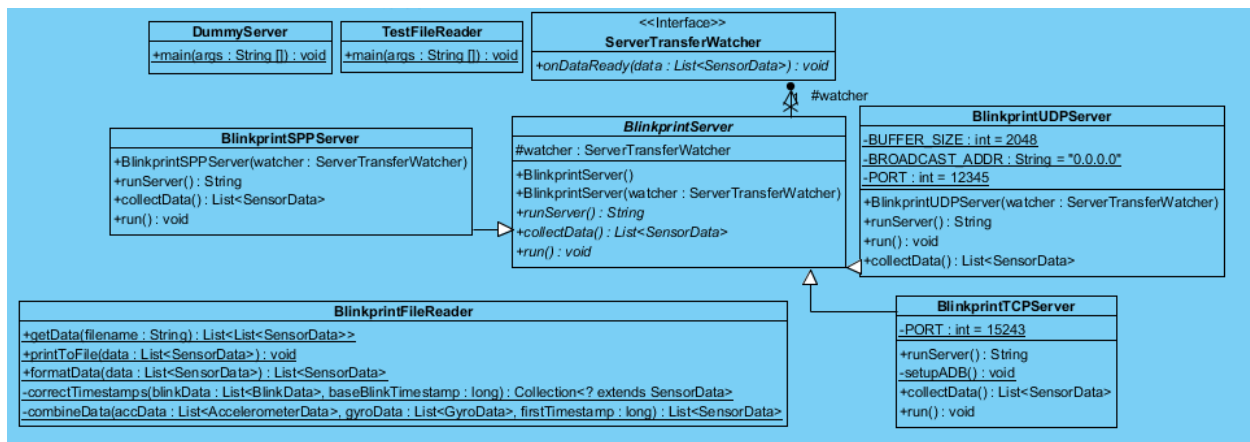 DummyServer
+main(args : String []) : void
TestFileReader
+main(args : String []) : void
<<Interface>>
ServerTransferWatcher
+onDataReady(data : List<SensorData>) : void
#watcher
BlinkprintSPPServer
+BlinkprintSPPServer(watcher : ServerTransferWatcher)
+runServer() : String
+collectData() : List<SensorData>
+run() : void
BlinkprintServer
#watcher : ServerTransferWatcher
+BlinkprintServer()
+BlinkprintServer(watcher : ServerTransferWatcher)
+runServer() : String
+collectData() : List<SensorData>
+run() : void
BlinkprintUDPServer
-BUFFER_SIZE : int = 2048
-BROADCAST_ADDR : String = "0.0.0.0"
-PORT : int = 12345
+BlinkprintUDPServer(watcher : ServerTransferWatcher)
+runServer() : String
+run() : void
+collectData() : List<SensorData>
BlinkprintFileReader
+getData(filename : String) : List<List<SensorData>>
+printToFile(data : List<SensorData>) : void
+formatData(data : List<SensorData>) : List<SensorData>
-correctTimestamps(blinkData : List<BlinkData>, baseBlinkTimestamp : long) : Collection<? extends SensorData>
-combineData(accData : List<AccelerometerData>, gyroData : List<GyroData>, firstTimestamp : long) : List<SensorData>
BlinkprintTCPServer
-PORT : int = 15243
+runServer() : String
-setupADB() : void
+collectData() : List<SensorData>
+run() : void